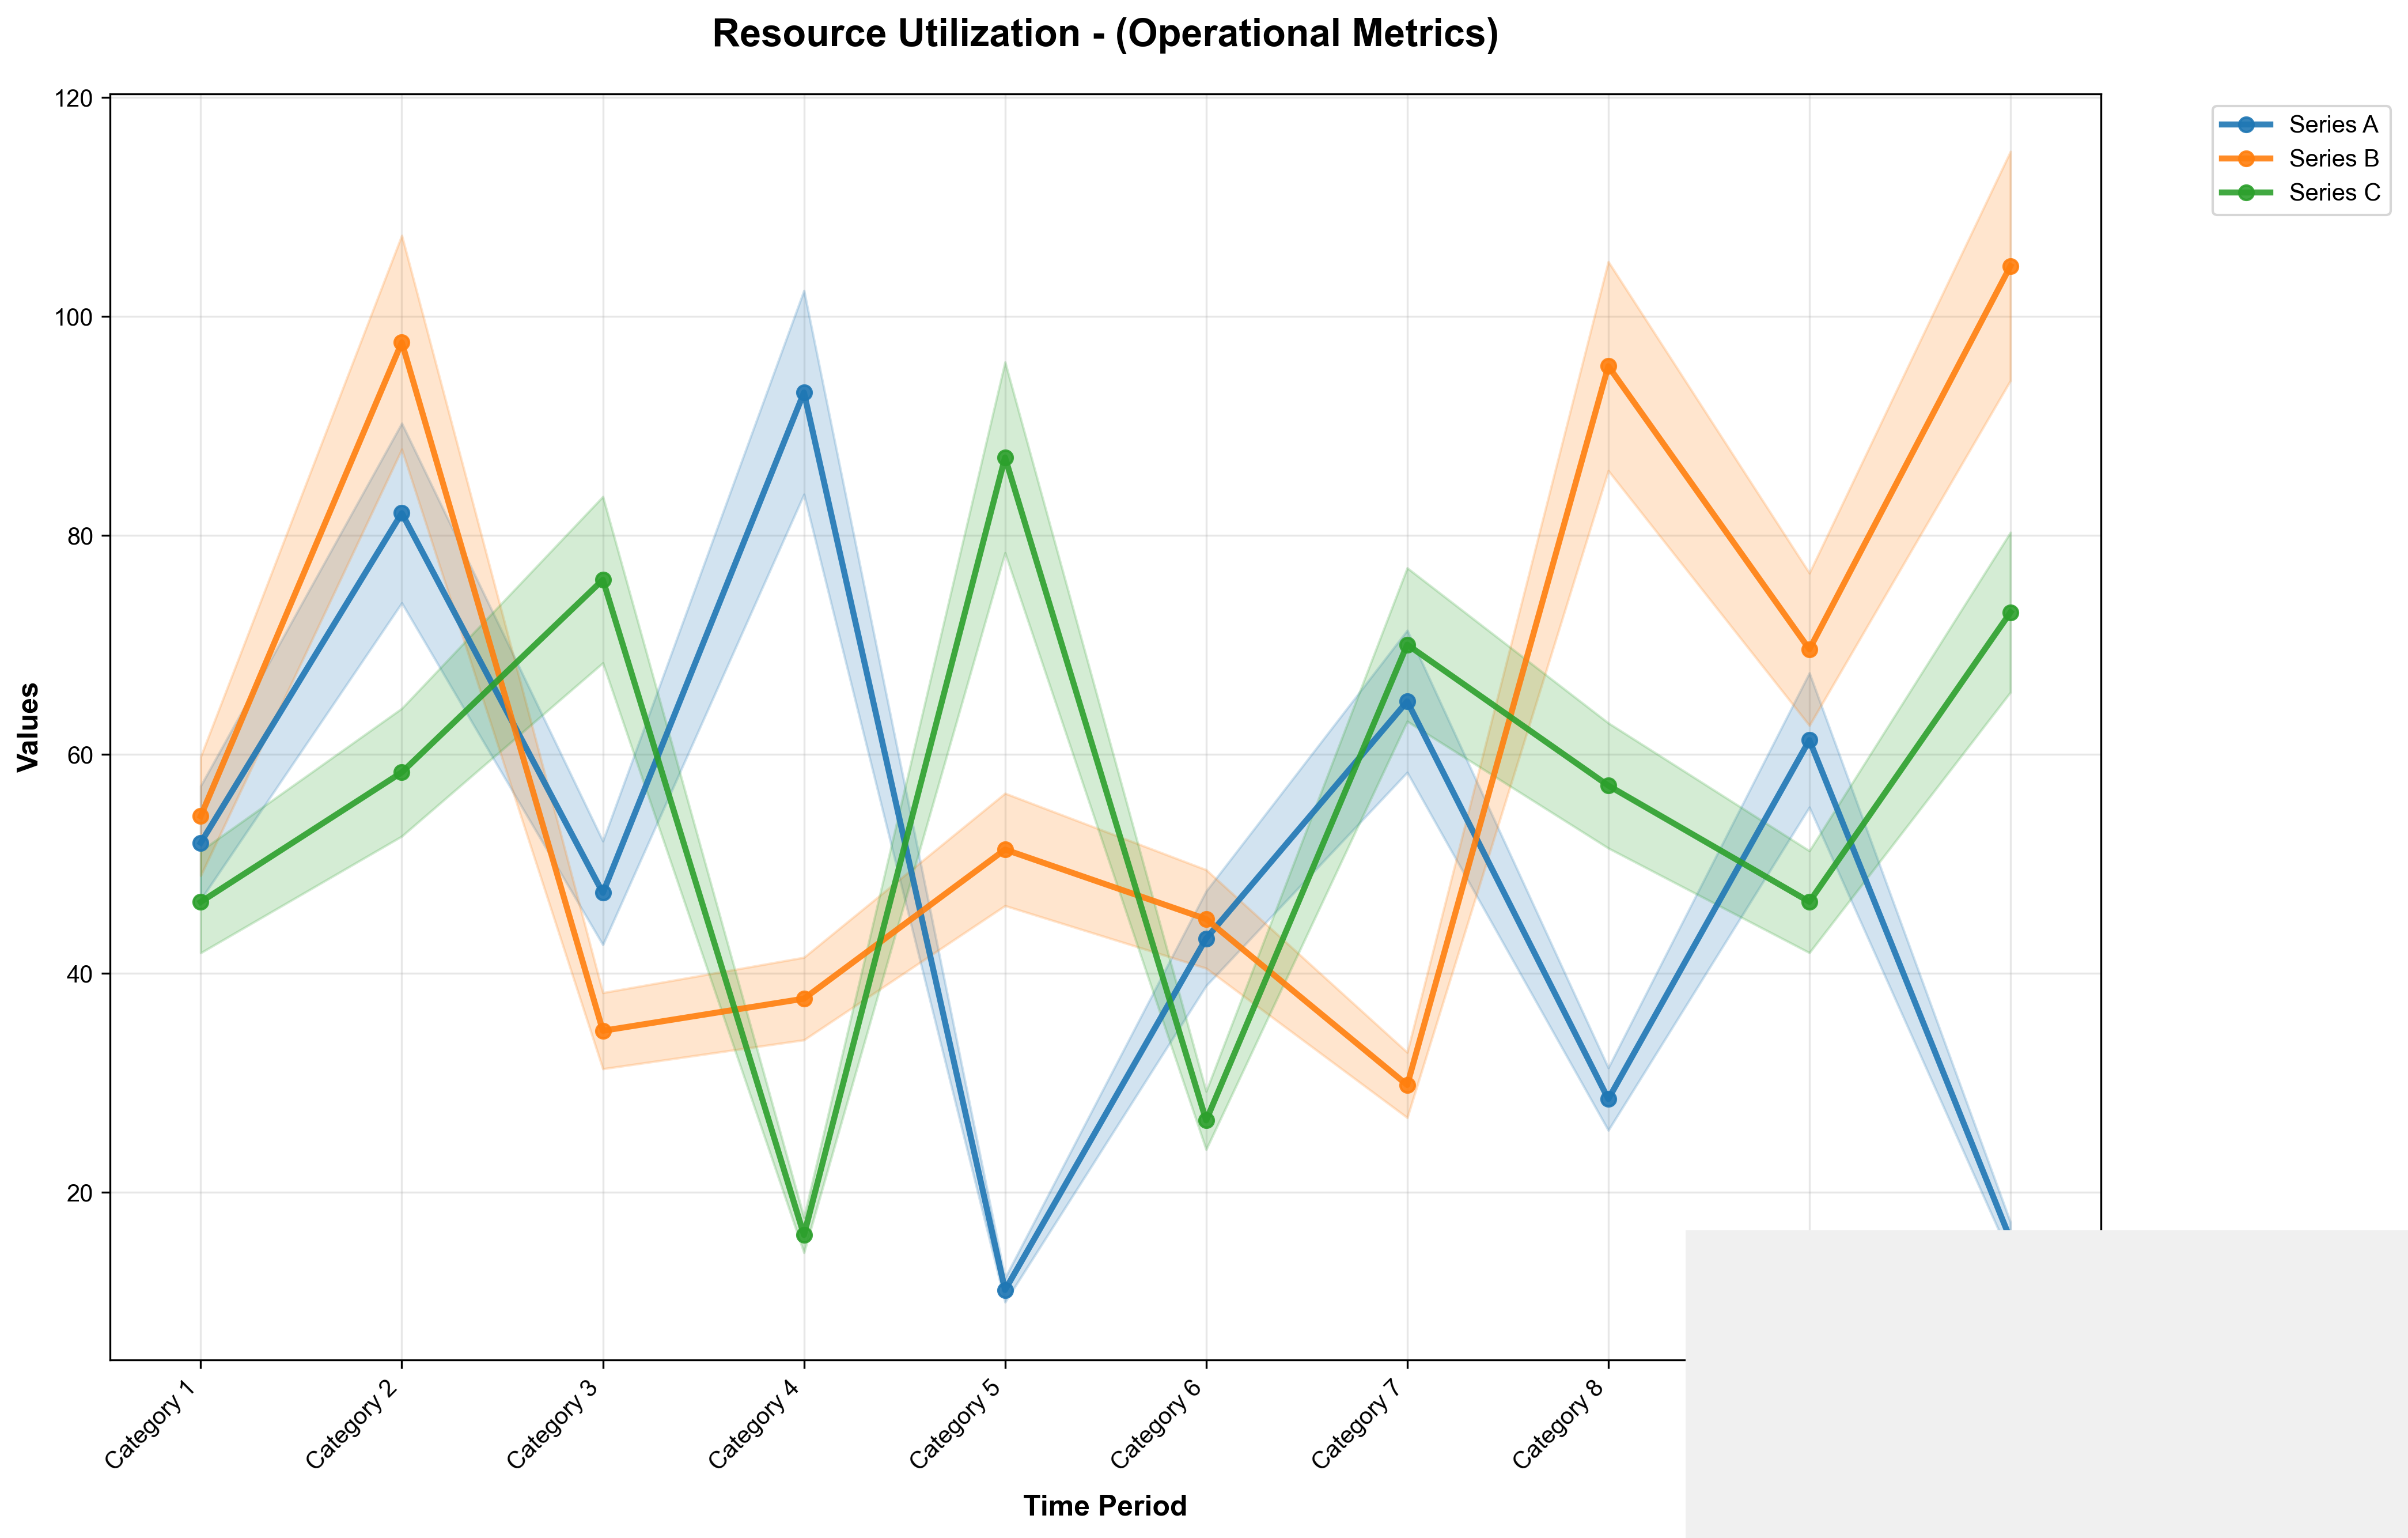 Resource Utilization - (Operational Metrics)
Values
120
100
80
60
40
20
Category 1
Category 2
Category 3
Category 4
Category 5
Category 6
Category 7
Category 8
Time Period
Series A
Series B
Series C